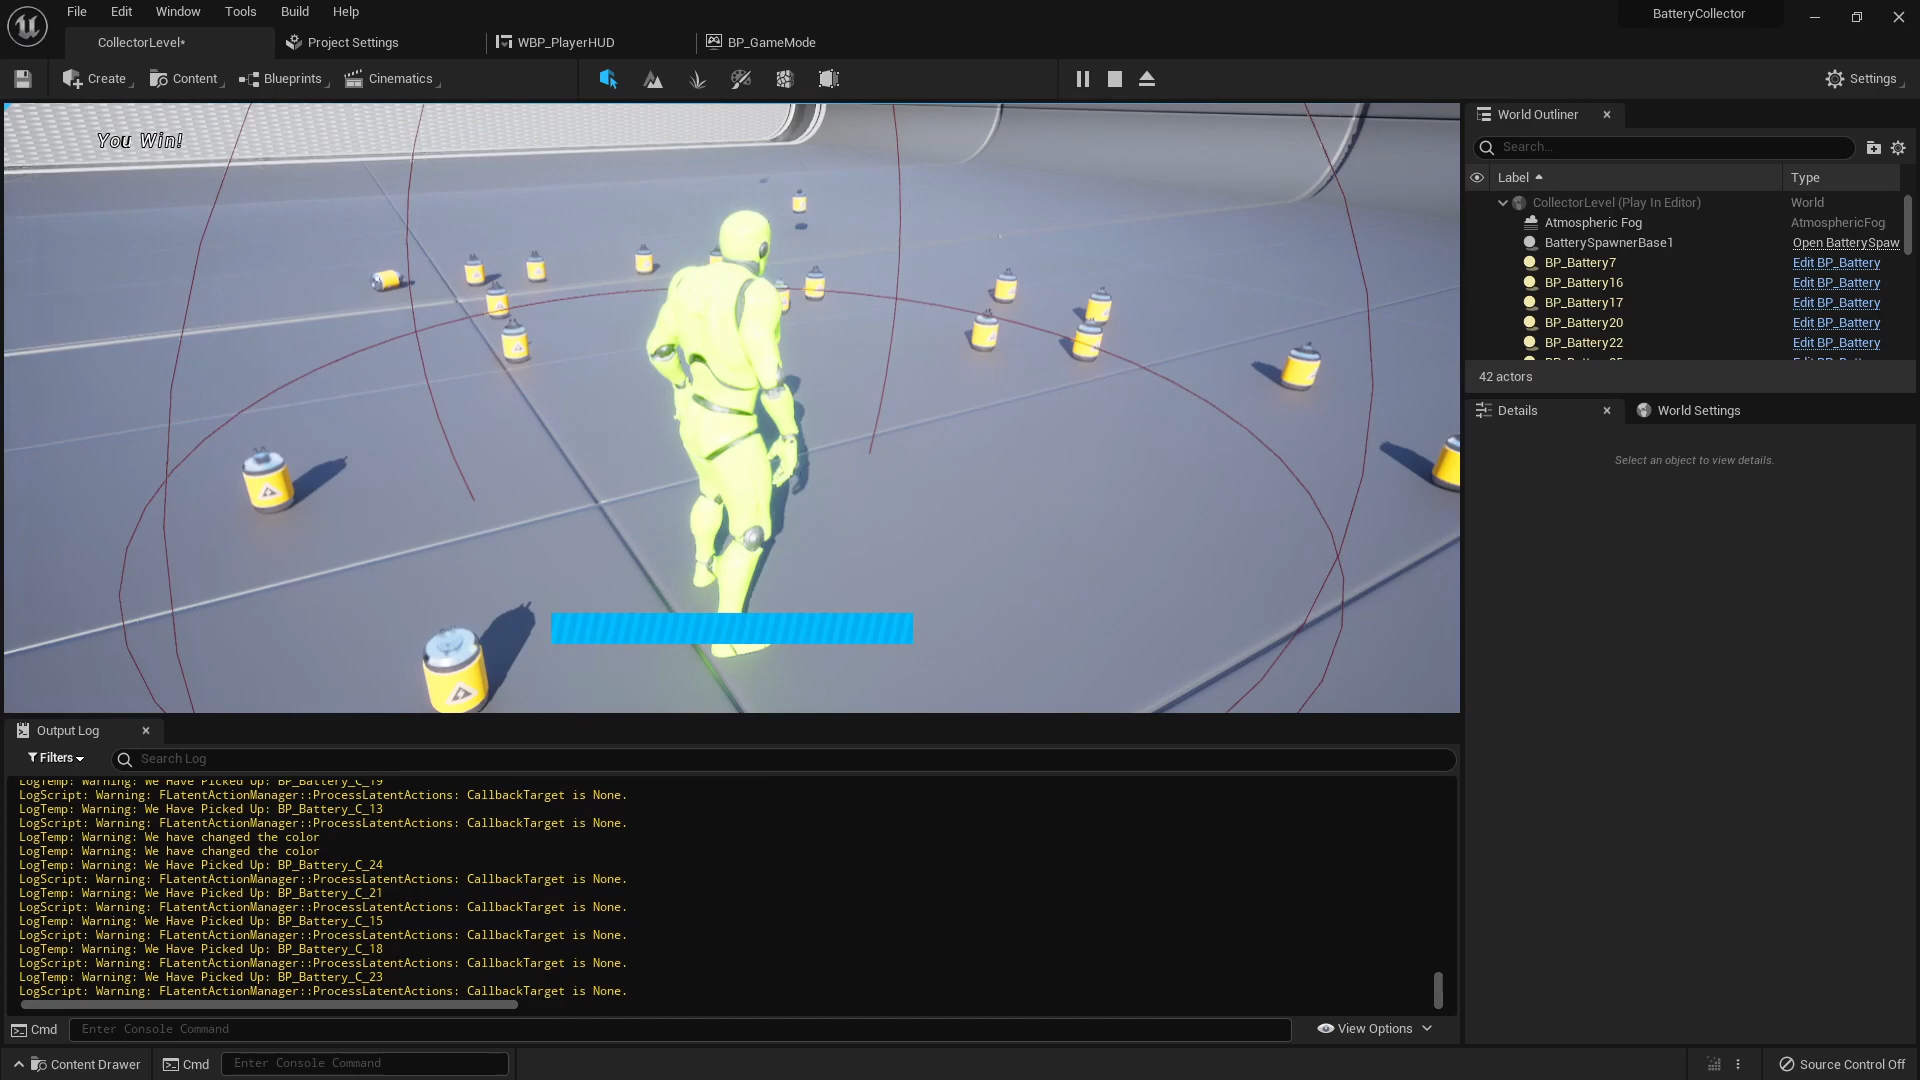 File Edit Window Tools Build Help
BatteryCollector
CollectorLevel*
Project Settings
WBP_PlayerHUD
BP_GameMode
Create
Content
Blueprints
Cinematics
Settings
You Win!
World Outliner
Search...
Label
Type
CollectorLevel (Play In Editor) World
Atmospheric Fog AtmosphericFog
BatterySpawnerBase1 Open BatterySpaw
BP_Battery7 Edit BP_Battery
BP_Battery16 Edit BP_Battery
BP_Battery17 Edit BP_Battery
BP_Battery20 Edit BP_Battery
BP_Battery22 Edit BP_Battery
42 actors
Details
World Settings
Select an object to view details.
Output Log
Filters
Search Log
LogTemp: Warning: We Have Picked Up: BP_Battery_C_19
LogScript: Warning: FLatentActionManager::ProcessLatentActions: CallbackTarget is None.
LogTemp: Warning: We Have Picked Up: BP_Battery_C_13
LogScript: Warning: FLatentActionManager::ProcessLatentActions: CallbackTarget is None.
LogTemp: Warning: We have changed the color
LogTemp: Warning: We have changed the color
LogTemp: Warning: We Have Picked Up: BP_Battery_C_24
LogScript: Warning: FLatentActionManager::ProcessLatentActions: CallbackTarget is None.
LogTemp: Warning: We Have Picked Up: BP_Battery_C_21
LogScript: Warning: FLatentActionManager::ProcessLatentActions: CallbackTarget is None.
LogTemp: Warning: We Have Picked Up: BP_Battery_C_15
LogScript: Warning: FLatentActionManager::ProcessLatentActions: CallbackTarget is None.
LogTemp: Warning: We Have Picked Up: BP_Battery_C_18
LogScript: Warning: FLatentActionManager::ProcessLatentActions: CallbackTarget is None.
LogTemp: Warning: We Have Picked Up: BP_Battery_C_23
LogScript: Warning: FLatentActionManager::ProcessLatentActions: CallbackTarget is None.
Cmd
Enter Console Command
View Options
Content Drawer
Cmd
Enter Console Command
Source Control Off